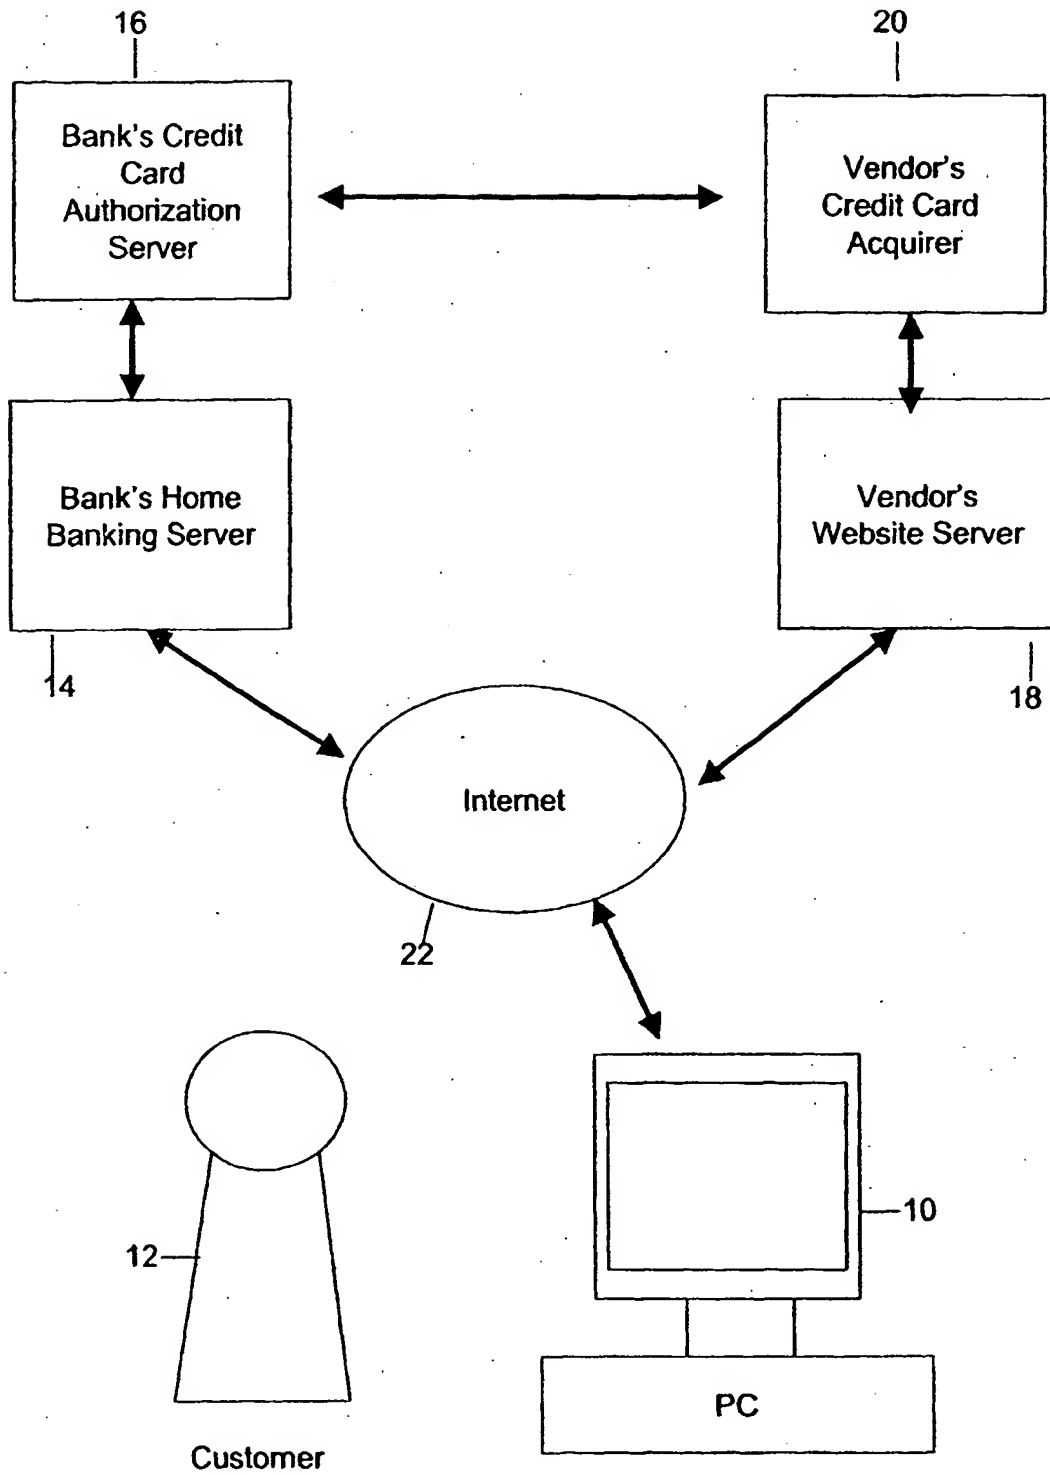 16
20
Bank's Credit
Card
Authorization
Server
Vendor's
Credit Card
Acquirer
Bank's Home
Banking Server
Vendor's
Website Server
14
18
Internet
22
12
10
PC
Customer